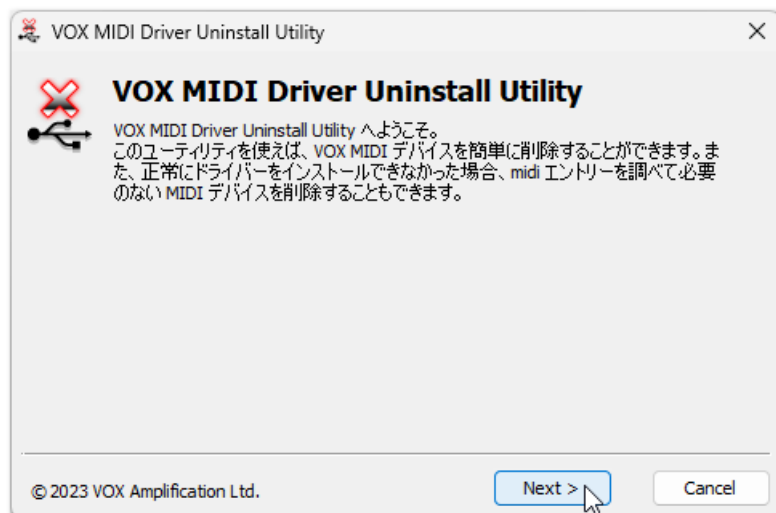 VOX MIDI Driver Uninstall Utility
VOX MIDI Driver Uninstall Utility
VOX MIDI Driver Uninstall Utility へようこそ。
このユーティリティを使えば、VOX MIDI デバイスを簡単に削除することができます。ま
た、正常にドライバーをインストールできなかった場合、midi エントリーを調べて必要
のない MIDI デバイスを削除することもできます。
© 2023 VOX Amplification Ltd.
Next >
Cancel